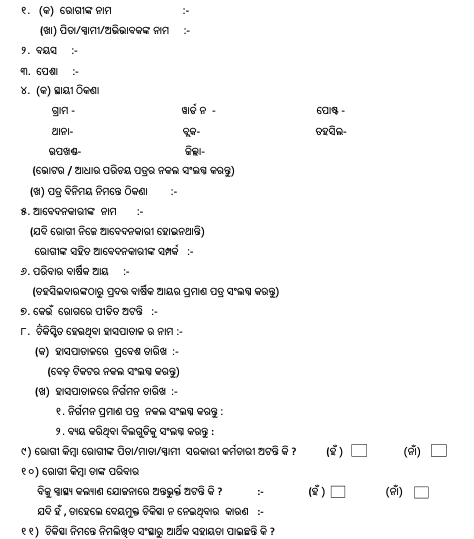 ୧. (କ) ରୋଗୀଙ୍କ ନାମ :-
(ଖା) ପିତା/ସ୍ୱାମୀ/ଅଭିଭାବକଙ୍କ ନାମ :-
୨. ବୟସ :-
୩. ପେଶା :-
୪. (କ) ସ୍ଥାୟୀ ଠିକଣା
ଗ୍ରାମ - ୱାର୍ଡ ନ - ପୋଷ୍ଟ -
ଥାନା- ବ୍ଲକ- ତହସିଲ-
ଉପଖଣ୍ଡ- ଜିଲ୍ଲା-
(ଭୋଟର / ଆଧାର ପରିଚୟ ପତ୍ରର ନକଲ ସଂଲଗ୍ନ କରନ୍ତୁ)
(ଖ) ପତ୍ର ବିନିମୟ ନିମନ୍ତେ ଠିକଣା :-
୫. ଆବେଦନକାରୀଙ୍କ ନାମ :-
(ଯଦି ରୋଗୀ ନିଜେ ଆବେଦନକାରୀ ହୋଇନଥାନ୍ତି)
ରୋଗୀଙ୍କ ସହିତ ଆବେଦନକାରୀଙ୍କ ସମ୍ପର୍କ :-
୬. ପରିବାର ବାର୍ଷିକ ଆୟ :-
(ତହସିଲଦାରଙ୍କଠାରୁ ପ୍ରଦତ୍ତ ବାର୍ଷିକ ଆୟର ପ୍ରମାଣ ପତ୍ର ସଂଲଗ୍ନ କରନ୍ତୁ)
୭. କେଉଁ ରୋଗରେ ପୀଡିତ ଅଟନ୍ତି :-
୮. ଚିକିତ୍ସିତ ହେଉଥିବା ହାସପାତାଳ ର ନାମ :-
(କ) ହାସପାତାଳରେ ପ୍ରବେଶ ତାରିଖ :-
(ବେଡ୍ ଟିକଟର ନକଲ ସଂଲଗ୍ନ କରନ୍ତୁ)
(ଖ) ହାସପାତାଳରେ ନିର୍ଗମନ ତାରିଖ :-
୧. ନିର୍ଗମନ ପ୍ରମାଣ ପତ୍ର ନକଲ ସଂଲଗ୍ନ କରନ୍ତୁ :
୨. ବ୍ୟୟ କରିଥିବା ବିଲଗୁଡିକୁ ସଂଲଗ୍ନ କରନ୍ତୁ :
୯) ରୋଗୀ କିମ୍ବା ରୋଗୀଙ୍କ ପିତା/ମାତା/ସ୍ୱାମୀ ସରକାରୀ କର୍ମଚାରୀ ଅଟନ୍ତି କି ? (ହଁ ) (ନାଁ)
୧୦) ରୋଗୀ କିମ୍ବା ତାଙ୍କ ପରିବାର
ବିଜୁ ସ୍ୱାସ୍ଥ୍ୟ କଲ୍ୟାଣ ଯୋଜନାରେ ଅନ୍ତର୍ଭୁକ୍ତ ଅଟନ୍ତି କି ? :- (ହଁ ) (ନାଁ)
ଯଦି ହଁ , ତାହେଲେ ଦେୟମୁକ୍ତ ଚିକିତ୍ସା ନ ନେଇଥିବାର କାରଣ :-
୧୧) ଚିକିତ୍ସା ନିମନ୍ତେ ନିମଲିଖିତ ସଂସ୍ଥାରୁ ଆର୍ଥିକ ସହାୟତା ପାଇଛନ୍ତି କି ?